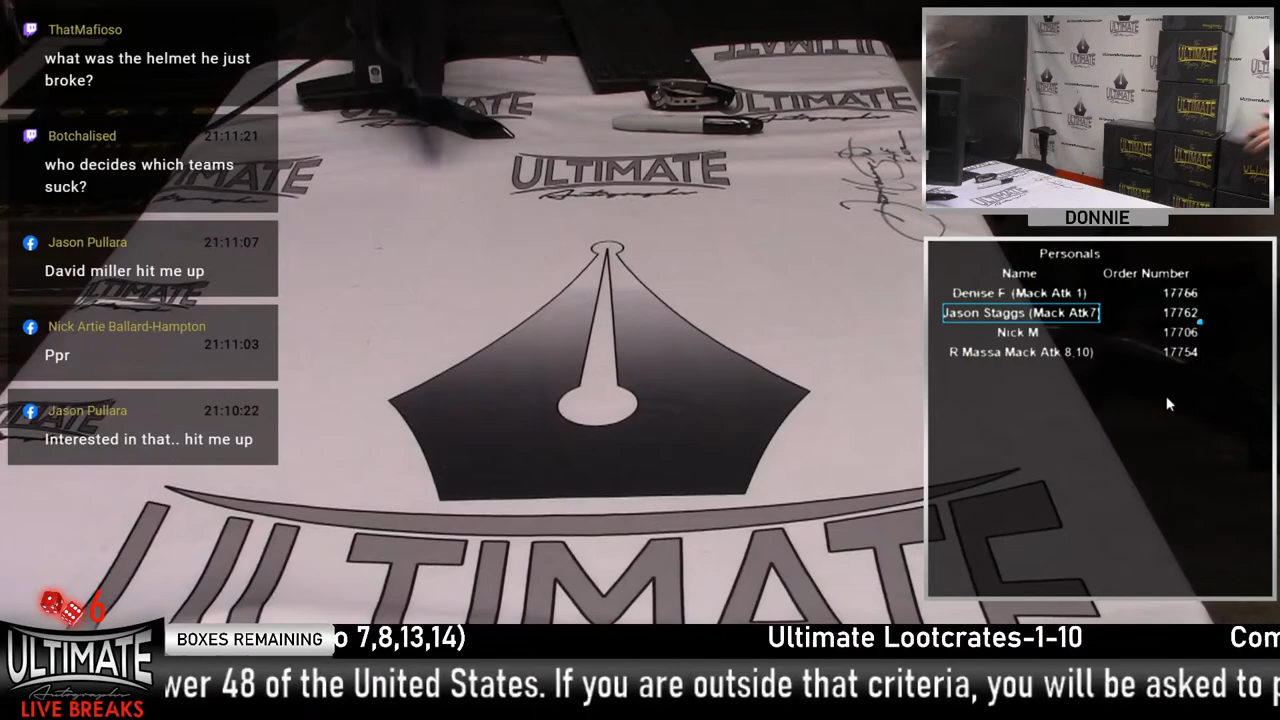 ThatMafioso
what was the helmet he just
broke?
Botchalised 21:11:21
who decides which teams
suck?
Jason Pullara 21:11:07
David miller hit me up
Nick Artie Ballard-Hampton
21:11:03
Ppr
Jason Pullara 21:10:22
Interested in that.. hit me up
ULTIMATE
ULTIMATE
ULTIMATE
ULTIMATE
Autographs
ULTIMATE
DONNIE
Personals
Name Order Number
Denise F (Mack Atk 1) 17766
Jason Staggs (Mack Atk7) 17762
Nick M 17706
R Massa Mack Atk 8,10) 17754
6
ULTIMATE
Autographs
LIVE BREAKS
BOXES REMAINING
o 7,8,13,14) Ultimate Lootcrates-1-10 Com
wer 48 of the United States. If you are outside that criteria, you will be asked to p